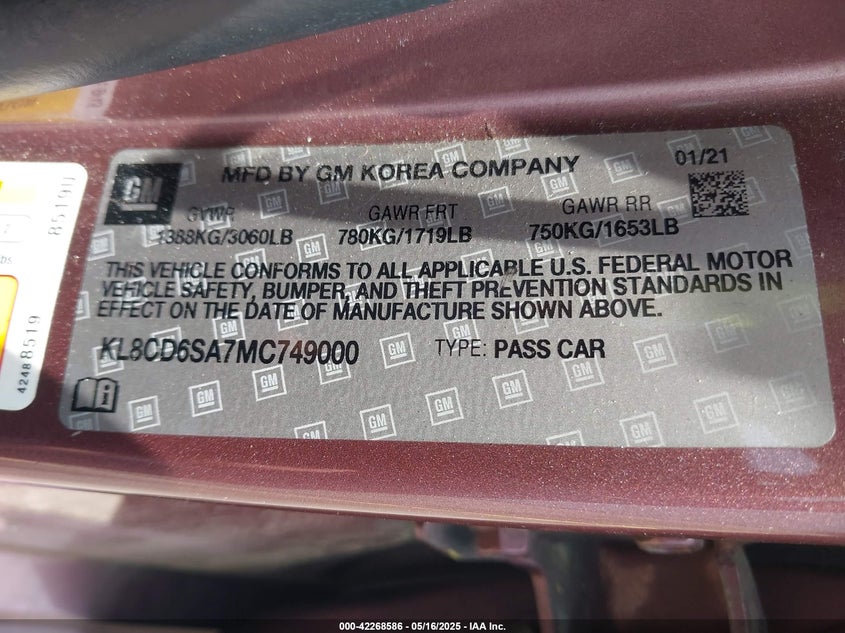 GM
MFD BY GM KOREA COMPANY
01/21
GVWR GAWR FRT GAWR RR
1388KG/3060LB 780KG/1719LB 750KG/1653LB
THIS VEHICLE CONFORMS TO ALL APPLICABLE U.S. FEDERAL MOTOR
VEHICLE SAFETY, BUMPER, AND THEFT PREVENTION STANDARDS IN
EFFECT ON THE DATE OF MANUFACTURE SHOWN ABOVE.
KL8CD6SA7MC749000 TYPE: PASS CAR
42488519
000-42268586 - 05/16/2025 - IAA Inc.